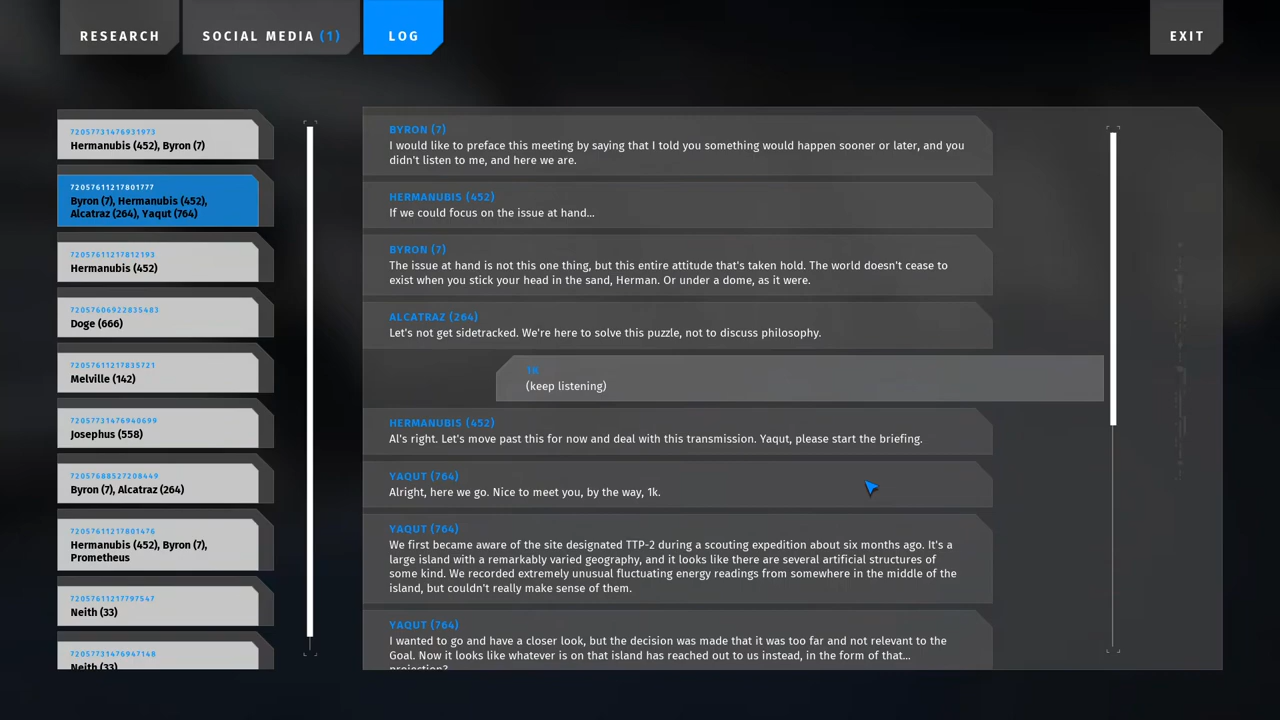 RESEARCH
SOCIAL MEDIA (1)
LOG
EXIT
72057731476931973
Hermanubis (452), Byron (7)
72057611217801777
Byron (7), Hermanubis (452),
Alcatraz (264), Yaqut (764)
72057611217812193
Hermanubis (452)
72057606922835483
Doge (666)
72057611217835721
Melville (142)
72057731476940699
Josephus (558)
72057688527208449
Byron (7), Alcatraz (264)
72057611217801476
Hermanubis (452), Byron (7),
Prometheus
72057611217797547
Neith (33)
72057731476947148
Neith (33)
BYRON (7)
I would like to preface this meeting by saying that I told you something would happen sooner or later, and you
didn't listen to me, and here we are.
HERMANUBIS (452)
If we could focus on the issue at hand...
BYRON (7)
The issue at hand is not this one thing, but this entire attitude that's taken hold. The world doesn't cease to
exist when you stick your head in the sand, Herman. Or under a dome, as it were.
ALCATRAZ (264)
Let's not get sidetracked. We're here to solve this puzzle, not to discuss philosophy.
1K
(keep listening)
HERMANUBIS (452)
Al's right. Let's move past this for now and deal with this transmission. Yaqut, please start the briefing.
YAQUT (764)
Alright, here we go. Nice to meet you, by the way, 1k.
YAQUT (764)
We first became aware of the site designated TTP-2 during a scouting expedition about six months ago. It's a
large island with a remarkably varied geography, and it looks like there are several artificial structures of
some kind. We recorded extremely unusual fluctuating energy readings from somewhere in the middle of the
island, but couldn't really make sense of them.
YAQUT (764)
I wanted to go and have a closer look, but the decision was made that it was too far and not relevant to the
Goal. Now it looks like whatever is on that island has reached out to us instead, in the form of that...
projection?